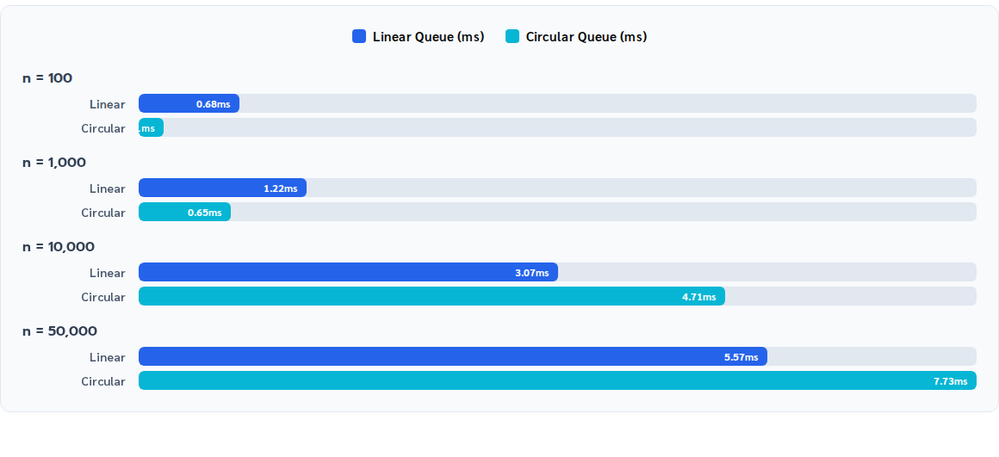 Linear Queue (ms) Circular Queue (ms)
n = 100
Linear 0.68ms
Circular ms
n = 1,000
Linear 1.22ms
Circular 0.65ms
n = 10,000
Linear 3.07ms
Circular 4.71ms
n = 50,000
Linear 5.57ms
Circular 7.73ms